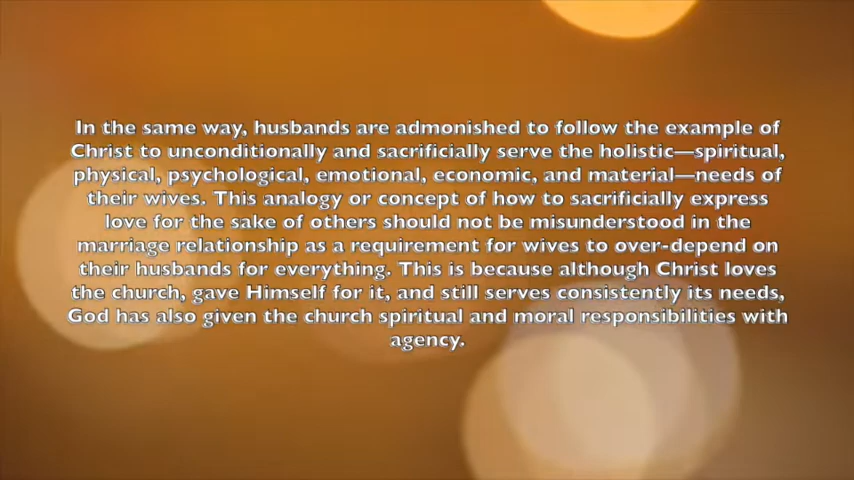 In the same way, husbands are admonished to follow the example of
Christ to unconditionally and sacrificially serve the holistic—spiritual,
physical, psychological, emotional, economic, and material—needs of
their wives. This analogy or concept of how to sacrificially express
love for the sake of others should not be misunderstood in the
marriage relationship as a requirement for wives to over-depend on
their husbands for everything. This is because although Christ loves
the church, gave Himself for it, and still serves consistently its needs,
God has also given the church spiritual and moral responsibilities with
agency.